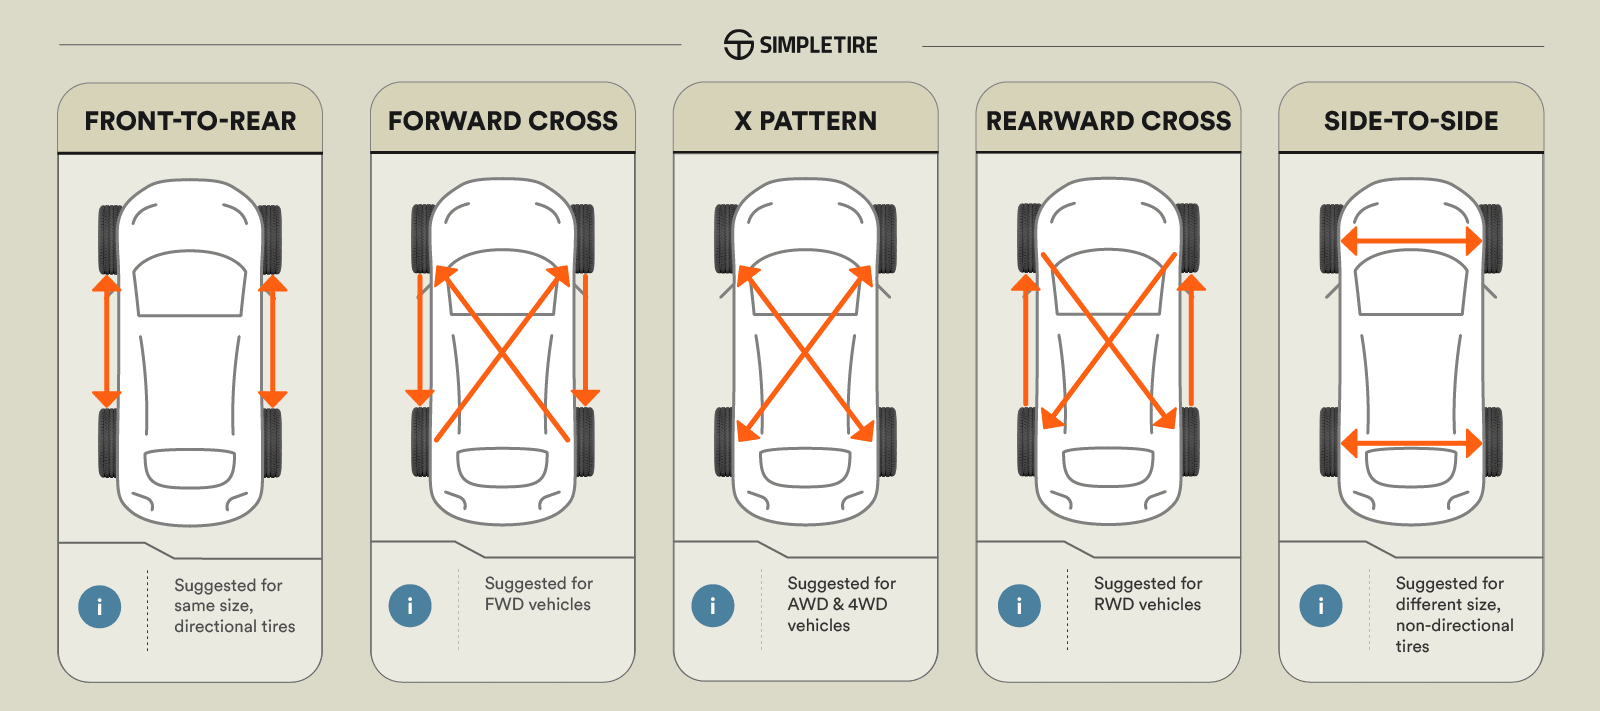 SIMPLETIRE
FRONT-TO-REAR
Suggested for
same size,
directional tires
FORWARD CROSS
Suggested for
FWD vehicles
X PATTERN
Suggested for
AWD & 4WD
vehicles
REARWARD CROSS
Suggested for
RWD vehicles
SIDE-TO-SIDE
Suggested for
different size,
non-directional
tires